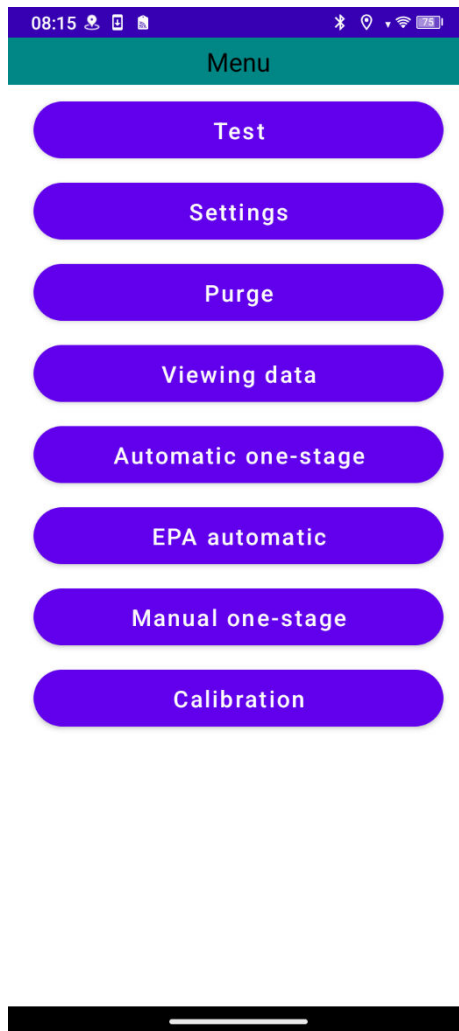 08:15
75
Menu
Test
Settings
Purge
Viewing data
Automatic one-stage
EPA automatic
Manual one-stage
Calibration